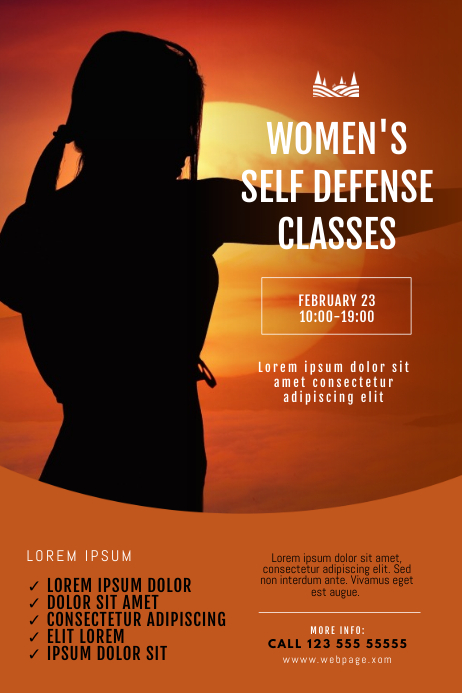 WOMEN'S
SELF DEFENSE
CLASSES
FEBRUARY 23
10:00-19:00
Lorem ipsum dolor sit
amet consectetur
adipiscing elit
LOREM IPSUM
✓ LOREM IPSUM DOLOR
✓ DOLOR SIT AMET
✓ CONSECTETUR ADIPISCING
✓ ELIT LOREM
✓ IPSUM DOLOR SIT
Lorem ipsum dolor sit amet,
consectetur adipiscing elit. Sed
non interdum ante. Vivamus eget
est augue.
MORE INFO:
CALL 123 555 55555
wwww.webpage.xom